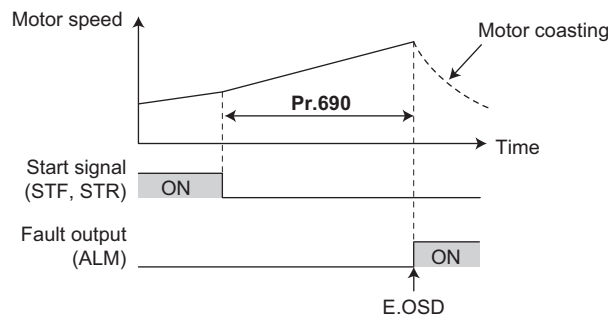 Motor speed
Motor coasting
Pr.690
Time
Start signal
(STF, STR)
ON
Fault output
(ALM)
ON
E.OSD